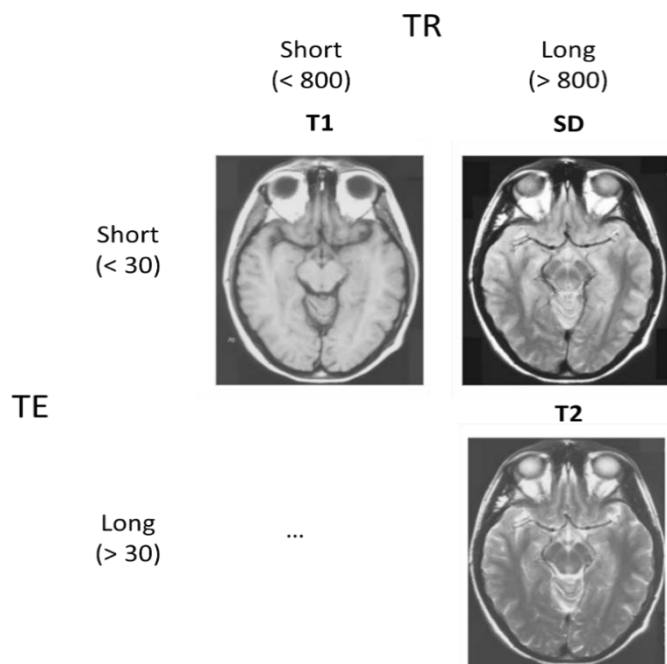 TR
Short
(< 800)
Long
(> 800)
T1
SD
Short
(< 30)
TE
T2
Long
(> 30)
...